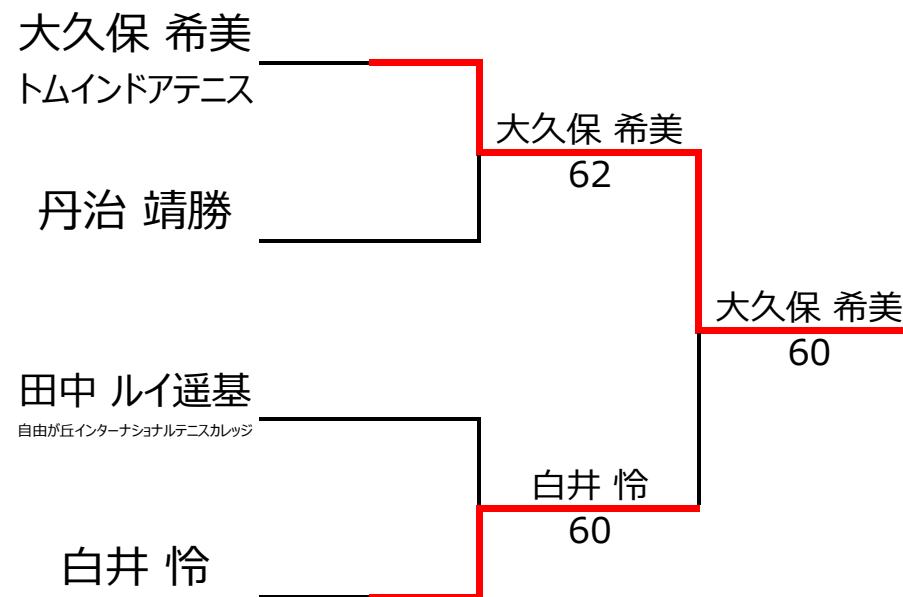 大久保 希美
トムインドアテニス
大久保 希美
62
丹治 靖勝
大久保 希美
60
田中 ルイ遥基
自由が丘インターナショナルテニスカレッジ
白井 怜
60
白井 怜